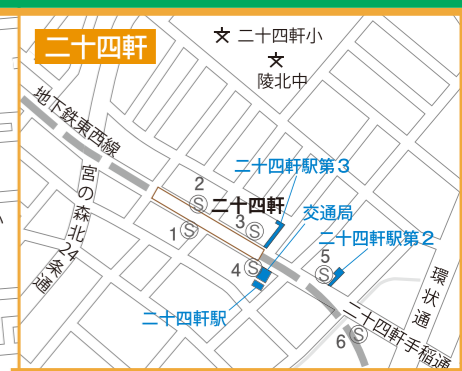 二十四軒
二十四軒小
陵北中
地下鉄東西線
二十四軒駅第3
宮の森北24条通
2
Ⓢ
二十四軒
交通局
3
Ⓢ
1
Ⓢ
二十四軒駅第2
5
Ⓢ
4
Ⓢ
環状通
二十四軒駅
二十四軒手稲通
6
Ⓢ